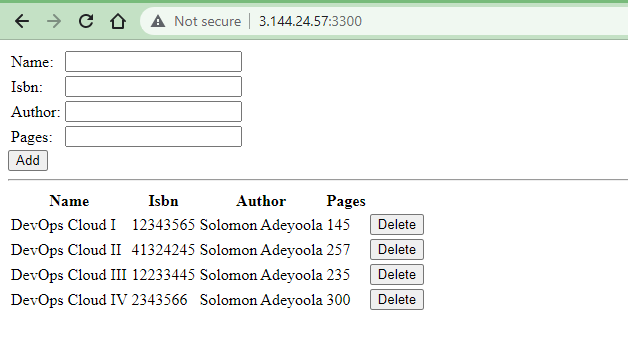 Not secure | 3.144.24.57:3300
Name:
Isbn:
Author:
Pages:
Add
Name Isbn Author Pages
DevOps Cloud I 12343565 Solomon Adeyoola 145 Delete
DevOps Cloud II 41324245 Solomon Adeyoola 257 Delete
DevOps Cloud III 12233445 Solomon Adeyoola 235 Delete
DevOps Cloud IV 2343566 Solomon Adeyoola 300 Delete